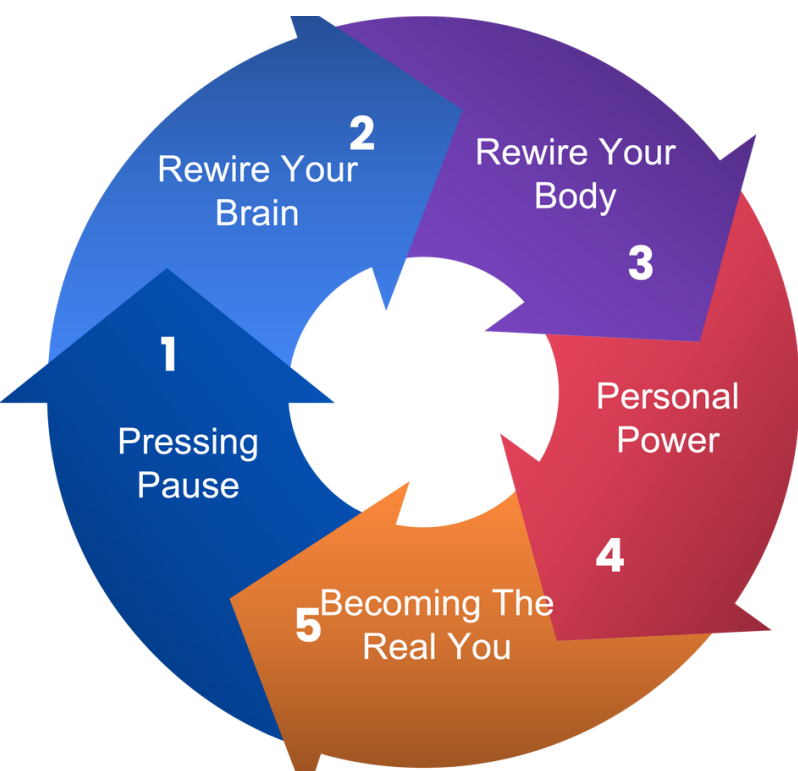 1
Pressing
Pause
2
Rewire Your
Brain
Rewire Your
Body
3
Personal
Power
4
5
Becoming The
Real You